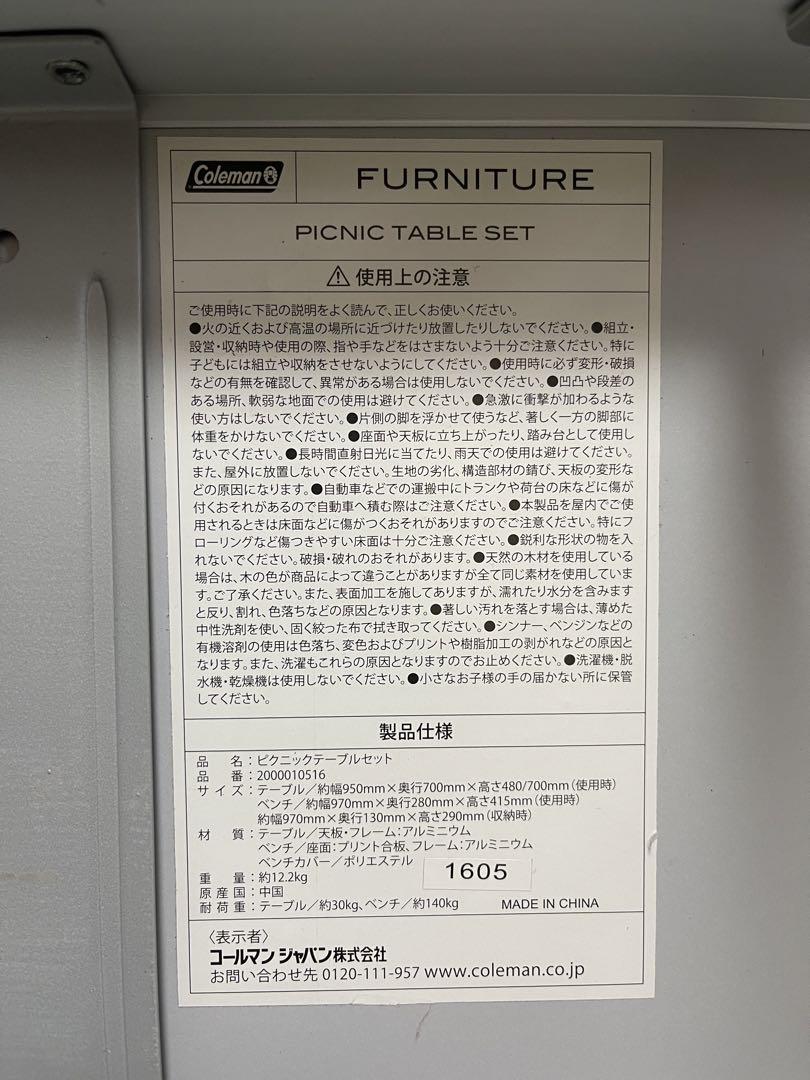 Coleman
FURNITURE
PICNIC TABLE SET
⚠使用上の注意
ご使用時に下記の説明をよく読んで、正しくお使いください。
●火の近くおよび高温の場所に近づけたり放置したりしないでください。●組立・
設営・収納時や使用の際、指や手などをはさまないよう十分ご注意ください。特に
子どもには組立や収納をさせないようにしてください。●使用時に必ず変形・破損
などの有無を確認して、異常がある場合は使用しないでください。●凹凸や段差の
ある場所、軟弱な地面での使用は避けてください。●急激に衝撃が加わるような
使い方はしないでください。●片側の脚を浮かせて使うなど、著しく一方の脚部に
体重をかけないでください。●座面や天板に立ち上がったり、踏み台として使用し
ないでください。●長時間直射日光に当てたり、雨天での使用は避けてください。
また、屋外に放置しないでください。生地の劣化、構造部材の錆び、天板の変形な
どの原因になります。●自動車などでの運搬中にトランクや荷台の床などに傷が
付くおそれがあるので自動車へ積む際はご注意ください。●本製品を屋内でご使
用されるときは床面などに傷がつくおそれがありますのでご注意ください。特にフ
ローリングなど傷つきやすい床面は十分ご注意ください。●鋭利な形状の物を入
れないでください。破損・破れのおそれがあります。●天然の木材を使用している
場合は、木の色が商品によって違うことがありますが全て同じ素材を使用していま
す。ご了承ください。また、表面加工を施してありますが、濡れたり水分を含みます
と反り、割れ、色落ちなどの原因となります。●著しい汚れを落とす場合は、薄めた
中性洗剤を使い、固く絞った布で拭き取ってください。●シンナー、ベンジンなどの
有機溶剤の使用は色落ち、変色およびプリントや樹脂加工の剥がれなどの原因と
なります。また、洗濯もこれらの原因となりますのでお止めください。●洗濯機・脱
水機・乾燥機は使用しないでください。●小さなお子様の手の届かない所に保管
してください。
製品仕様
品 名：ピクニックテーブルセット
品 番：2000010516
サイズ：テーブル／約幅950mm×奥行700mm×高さ480/700mm（使用時）
ベンチ／約幅970mm×奥行280mm×高さ415mm（使用時）
約幅970mm×奥行130mm×高さ290mm（収納時）
材 質：テーブル／天板・フレーム：アルミニウム
ベンチ／座面：プリント合板、フレーム：アルミニウム
ベンチカバー／ポリエステル
重 量：約12.2kg
1605
原産国：中国
耐荷重：テーブル／約30kg、ベンチ／約140kg MADE IN CHINA
〈表示者〉
コールマン ジャパン株式会社
お問い合わせ先 0120-111-957 www.coleman.co.jp